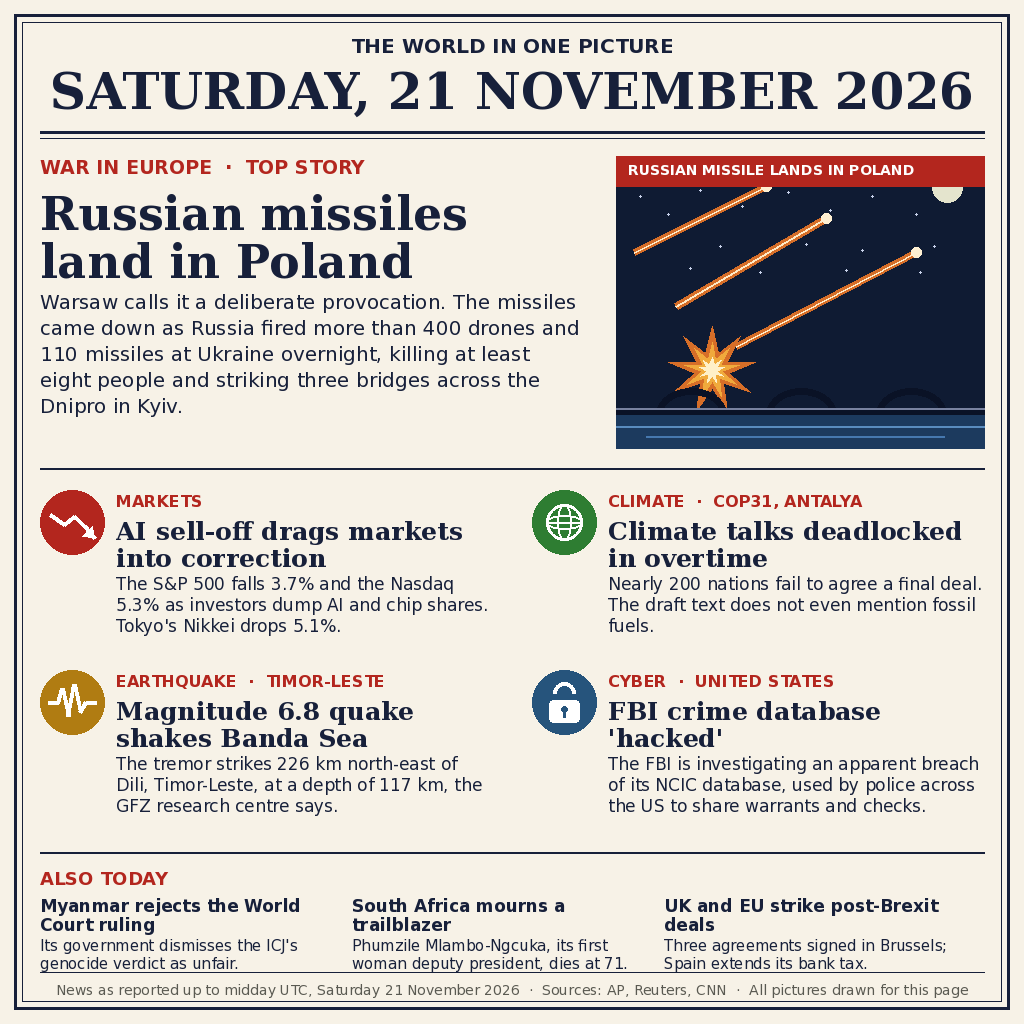 THE WORLD IN ONE PICTURE
SATURDAY, 21 NOVEMBER 2026
WAR IN EUROPE · TOP STORY
Russian missiles
land in Poland
Warsaw calls it a deliberate provocation. The missiles
came down as Russia fired more than 400 drones and
110 missiles at Ukraine overnight, killing at least
eight people and striking three bridges across the
Dnipro in Kyiv.
RUSSIAN MISSILE LANDS IN POLAND
MARKETS
AI sell-off drags markets
into correction
The S&P 500 falls 3.7% and the Nasdaq
5.3% as investors dump AI and chip shares.
Tokyo's Nikkei drops 5.1%.
CLIMATE · COP31, ANTALYA
Climate talks deadlocked
in overtime
Nearly 200 nations fail to agree a final deal.
The draft text does not even mention fossil
fuels.
EARTHQUAKE · TIMOR-LESTE
Magnitude 6.8 quake
shakes Banda Sea
The tremor strikes 226 km north-east of
Dili, Timor-Leste, at a depth of 117 km, the
GFZ research centre says.
CYBER · UNITED STATES
FBI crime database
'hacked'
The FBI is investigating an apparent breach
of its NCIC database, used by police across
the US to share warrants and checks.
ALSO TODAY
Myanmar rejects the World
Court ruling
Its government dismisses the ICJ's
genocide verdict as unfair.
South Africa mourns a
trailblazer
Phumzile Mlambo-Ngcuka, its first
woman deputy president, dies at 71.
UK and EU strike post-Brexit
deals
Three agreements signed in Brussels;
Spain extends its bank tax.
News as reported up to midday UTC, Saturday 21 November 2026 · Sources: AP, Reuters, CNN · All pictures drawn for this page